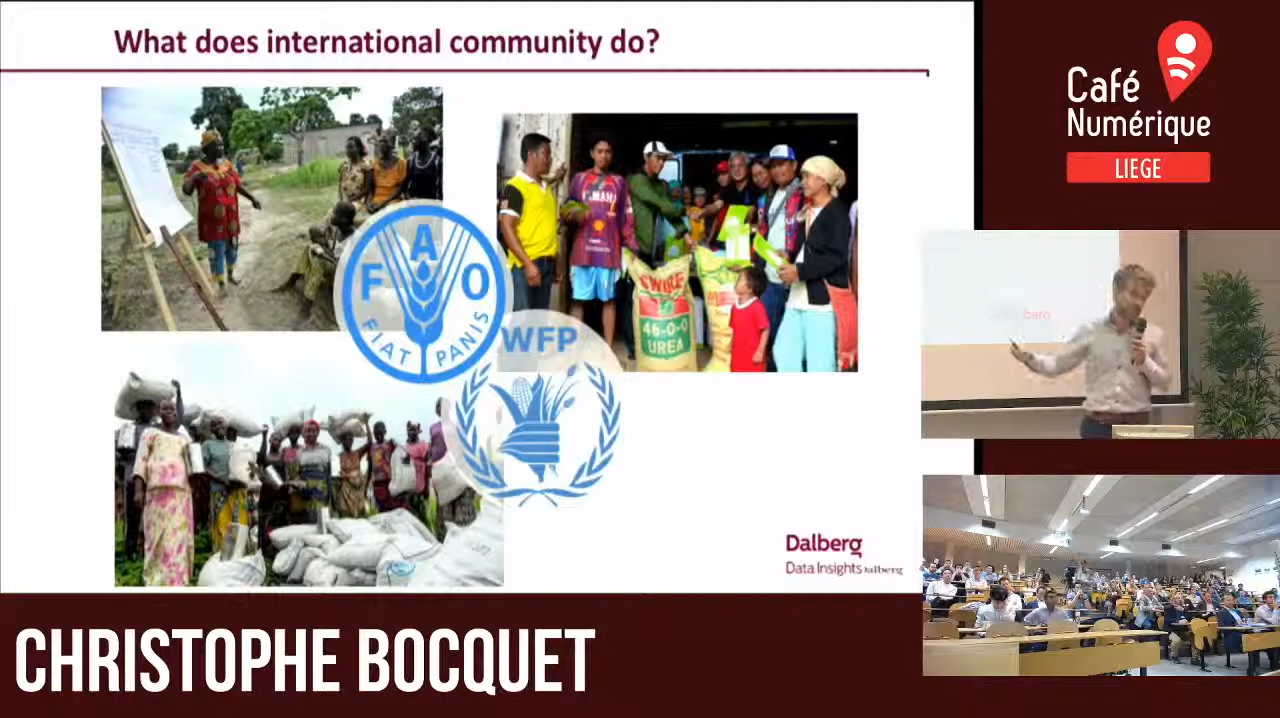 What does international community do?
Café
Numérique
LIEGE
YAMAHA
F A O
FIAT PANIS
46-0-0
UREA
WFP
Dalberg
Data Insights Dalberg
CHRISTOPHE BOCQUET